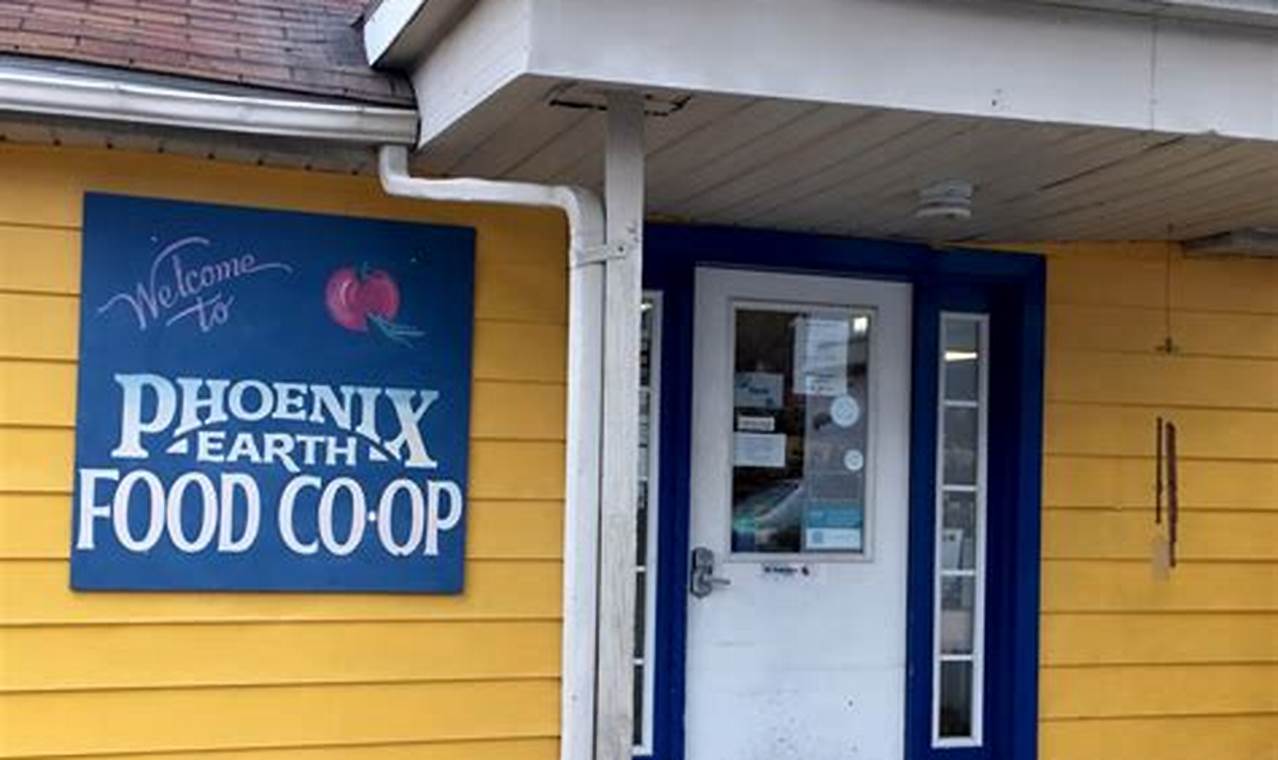 Welcome
to
PHOENIX
EARTH
FOOD CO·OP